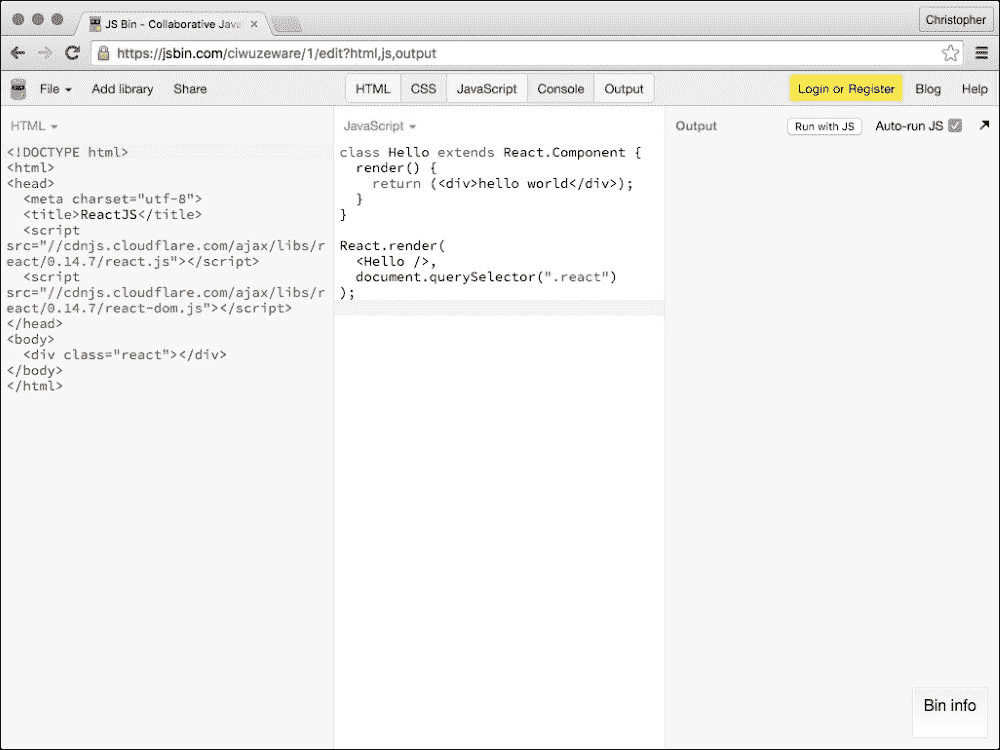 JS Bin - Collaborative Java
Christopher
https://jsbin.com/ciwuzeware/1/edit?html,js,output
File Add library Share HTML CSS JavaScript Console Output Login or Register Blog Help
HTML
<!DOCTYPE html>
<html>
<head>
<meta charset="utf-8">
<title>ReactJS</title>
<script
src="//cdnjs.cloudflare.com/ajax/libs/r
eact/0.14.7/react.js"></script>
<script
src="//cdnjs.cloudflare.com/ajax/libs/r
eact/0.14.7/react-dom.js"></script>
</head>
<body>
<div class="react"></div>
</body>
</html>
JavaScript
class Hello extends React.Component {
render() {
return (<div>hello world</div>);
}
}
React.render(
<Hello />,
document.querySelector(".react")
);
Output Run with JS Auto-run JS
Bin info